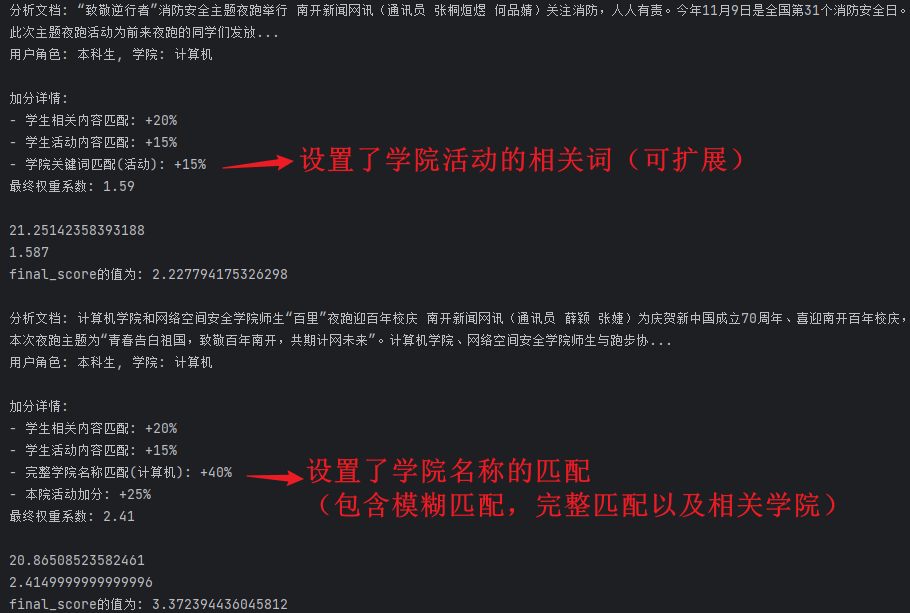 分析文档: “致敬逆行者”消防安全主题夜跑举行 南开新闻网讯（通讯员 张桐烜煜 何品婧）关注消防，人人有责。今年11月9日是全国第31个消防安全日。
此次主题夜跑活动为前来夜跑的同学们发放...
用户角色: 本科生, 学院: 计算机
加分详情:
- 学生相关内容匹配: +20%
- 学生活动内容匹配: +15%
- 学院关键词匹配(活动): +15% 设置了学院活动的相关词（可扩展）
最终权重系数: 1.59
21.25142358393188
1.587
final_score的值为: 2.227794175326298
分析文档: 计算机学院和网络空间安全学院师生“百里”夜跑迎百年校庆 南开新闻网讯（通讯员 薛颖 张婕）为庆贺新中国成立70周年、喜迎南开百年校庆，
本次夜跑主题为“青春告白祖国，致敬百年南开，共期计网未来”。计算机学院、网络空间安全学院师生与跑步协...
用户角色: 本科生, 学院: 计算机
加分详情:
- 学生相关内容匹配: +20%
- 学生活动内容匹配: +15%
- 完整学院名称匹配(计算机): +40% 设置了学院名称的匹配
- 本院活动加分: +25% （包含模糊匹配，完整匹配以及相关学院）
最终权重系数: 2.41
20.86508523582461
2.4149999999999996
final_score的值为: 3.372394436045812